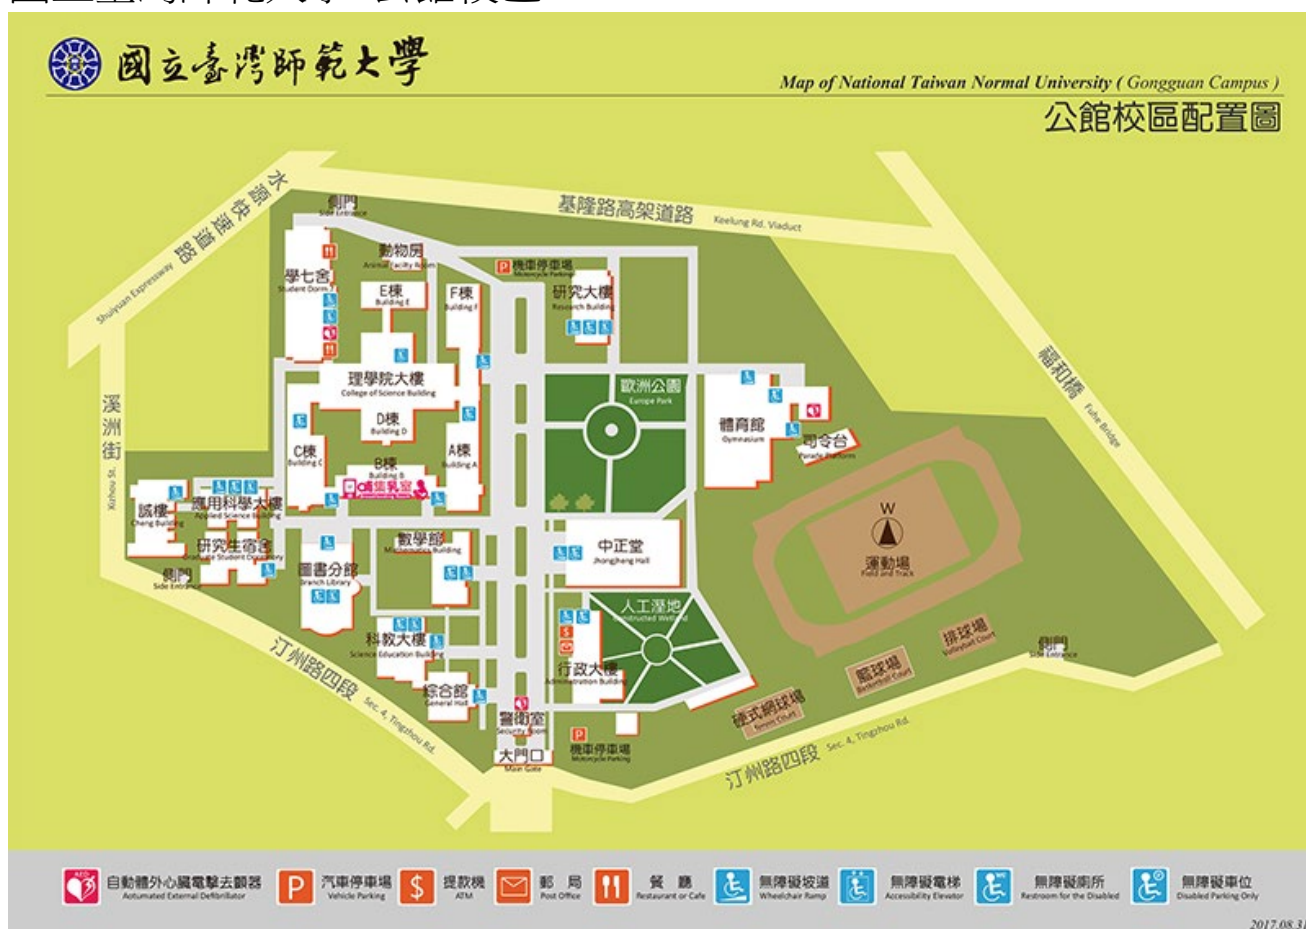 國立臺灣師範大學
Map of National Taiwan Normal University ( Gongguan Campus )
公館校區配置圖
水源快速道路
Shuiyuan Expressway
側門
Side Entrance
基隆路高架道路
Keelung Rd. Viaduct
動物房
Animal Facility Room
機車停車場
Motorcycle Parking
學七舍
Student Dorm 7
E棟
Building E
F棟
Building F
研究大樓
Research Building
福和橋
Fuhe Bridge
理學院大樓
College of Science Building
歐洲公園
Europe Park
溪洲街
Xizhou St.
D棟
Building D
體育館
Gymnasium
司令台
Parade Platform
C棟
Building C
A棟
Building A
B棟
Building B
哺集乳室
誠樓
Cheng Building
應用科學大樓
Applied Science Building
W
研究生宿舍
Graduate Student Dormitory
數學館
Mathematics Building
中正堂
Jhongjheng Hall
運動場
Field and Track
側門
Side Entrance
圖書分館
Branch Library
人工溼地
Constructed Wetland
科教大樓
Science Education Building
排球場
Volleyball Court
側門
Side Entrance
籃球場
Basketball Court
行政大樓
Administration Building
汀州路四段
Sec. 4, Tingzhou Rd.
綜合館
General Hall
硬式網球場
Tennis Court
警衛室
Security Room
P
機車停車場
Motorcycle Parking
大門口
Main Gate
汀州路四段 Sec. 4, Tingzhou Rd.
AED
自動體外心臟電擊去顫器
Automated External Defibrillator
P
汽車停車場
Vehicle Parking
$
提款機
ATM
郵局
Post Office
餐廳
Restaurant or Cafe
無障礙坡道
Wheelchair Ramp
無障礙電梯
Accessibility Elevator
無障礙廁所
Restroom for the Disabled
無障礙車位
Disabled Parking Only
2017.08.31